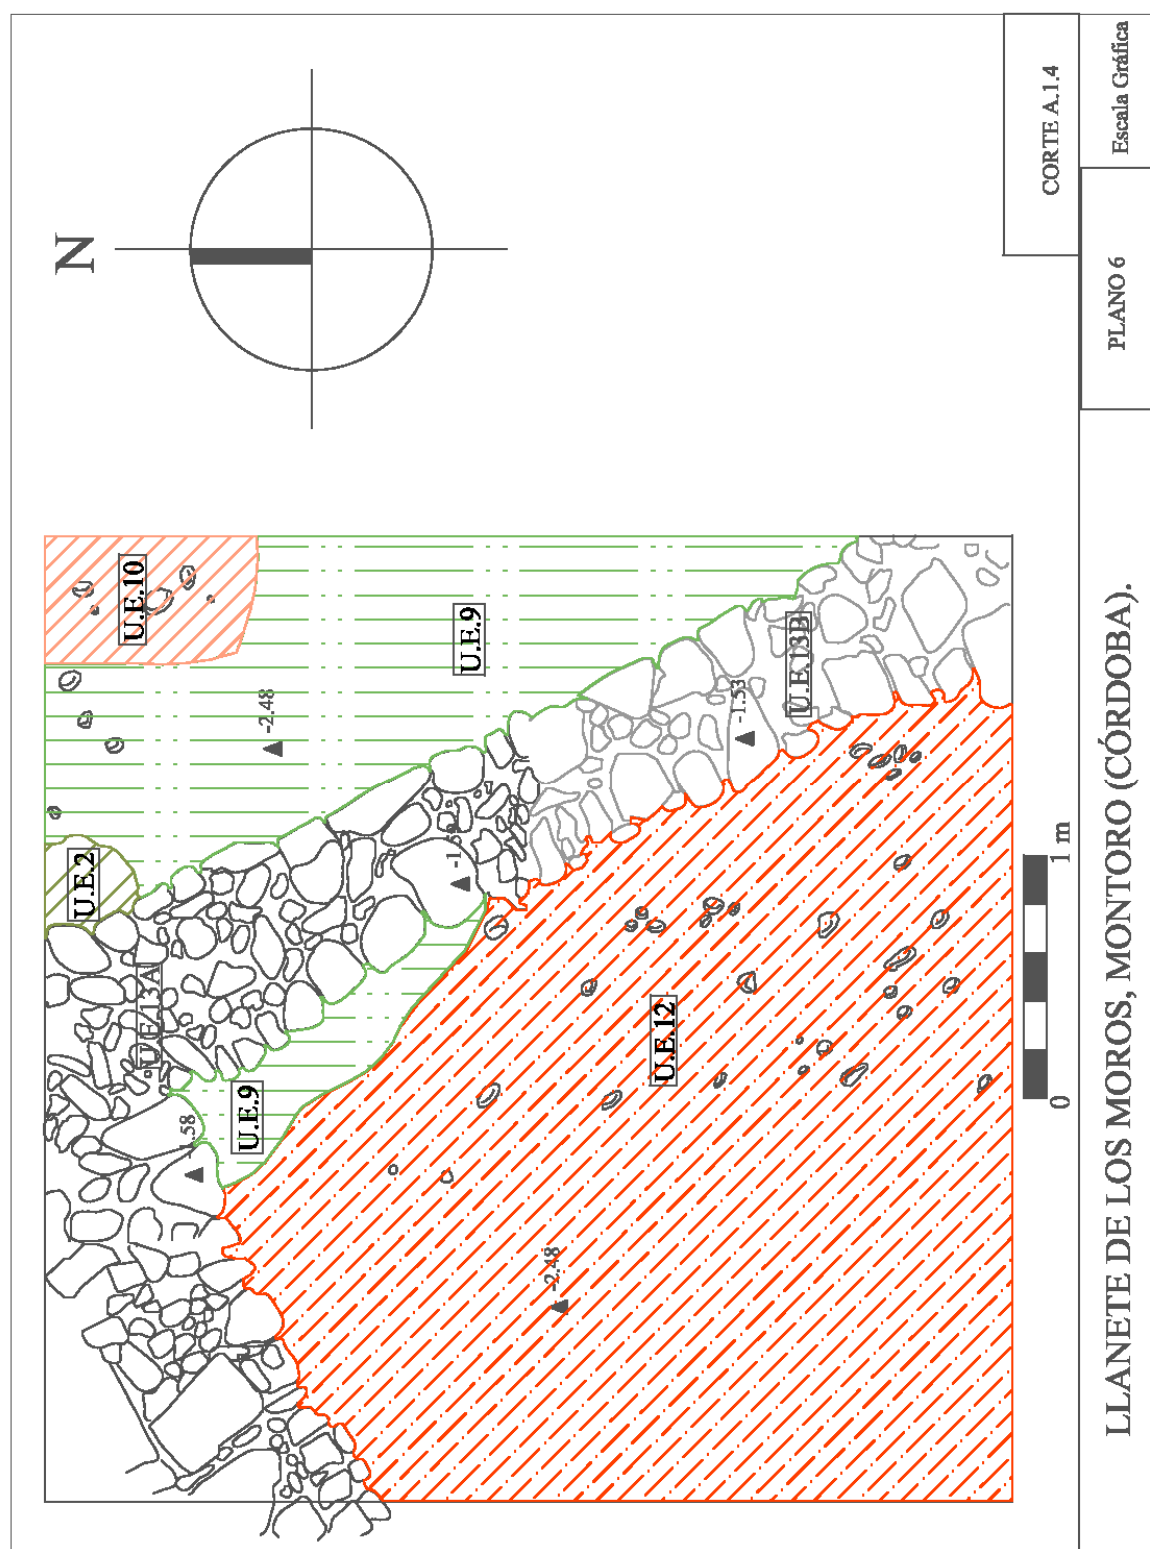 N
U.E.10
U.E.9
-2.48
U.E.2
U.E.13B
-1.53
U.E.13A
U.E.9
U.E.12
-2.48
0
1 m
CORTE A.1.4
PLANO 6
Escala Gráfica
LLANETE DE LOS MOROS, MONTORO (CÓRDOBA).